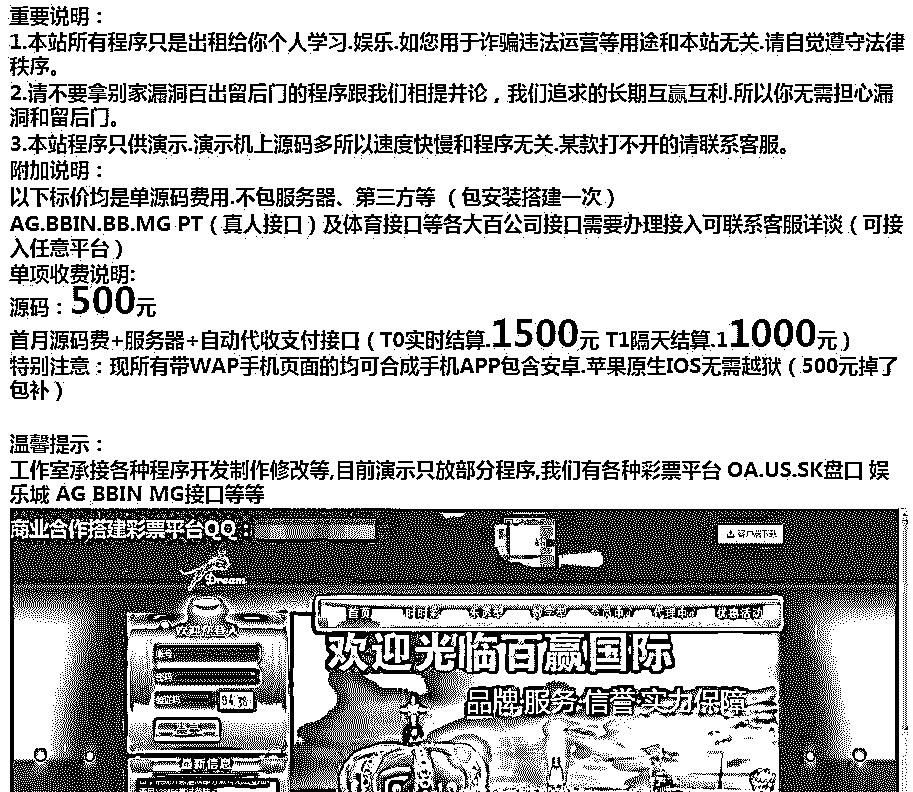 重要说明：
1.本站所有程序只是出租给你个人学习.娱乐.如您用于诈骗违法运营等用途和本站无关.请自觉遵守法律
秩序。
2.请不要拿别家漏洞百出留后门的程序跟我们相提并论，我们追求的长期互赢互利.所以你无需担心漏
洞和留后门。
3.本站程序只供演示.演示机上源码多所以速度快慢和程序无关.某款打不开的请联系客服。
附加说明：
以下标价均是单源码费用.不包服务器、第三方等 （包安装搭建一次）
AG.BBIN.BB.MG PT（真人接口）及体育接口等各大百公司接口需要办理接入可联系客服详谈（可接
入任意平台）
单项收费说明:
源码：500元
首月源码费+服务器+自动代收支付接口（T0实时结算.1500元 T1隔天结算.11000元）
特别注意：现所有带WAP手机页面的均可合成手机APP包含安卓.苹果原生IOS无需越狱（500元掉了
包补）
温馨提示：
工作室承接各种程序开发制作修改等,目前演示只放部分程序,我们有各种彩票平台 OA.US.SK盘口 娱
乐城 AG BBIN MG接口等等
商业合作搭建彩票平台QQ：
客户端下载
Dream
首页 时时彩 优惠活动
欢迎您登入
欢迎光临百赢国际
品牌·服务·信誉·实力·保障
最新信息